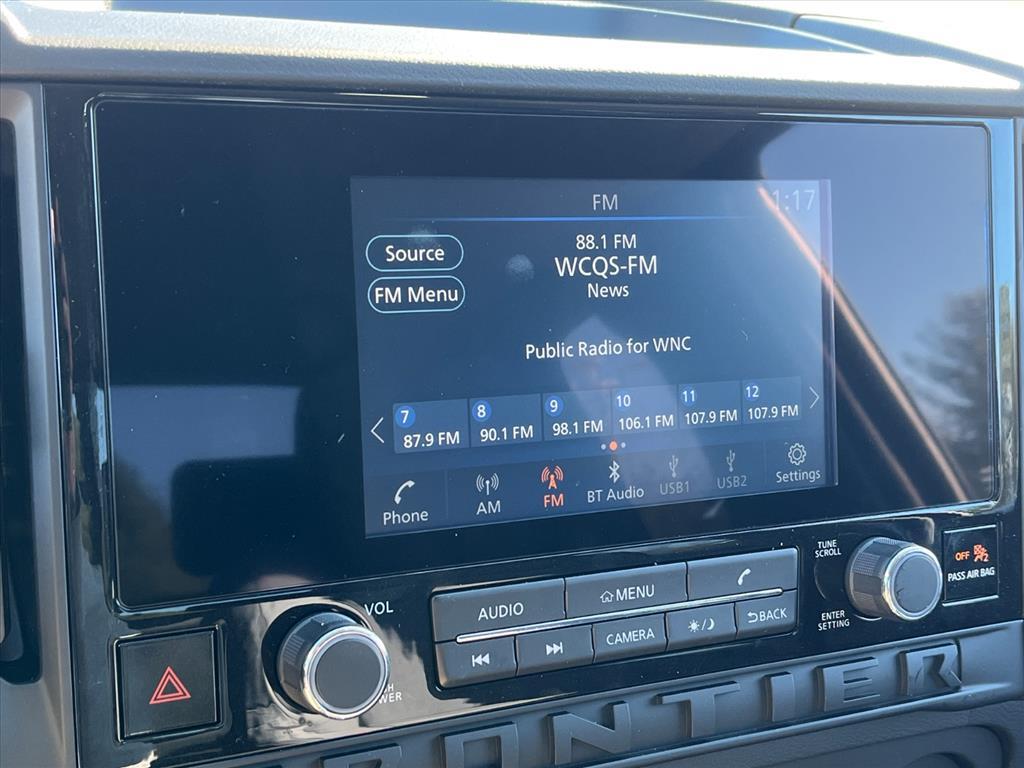 FM
1:17
Source
FM Menu
88.1 FM
WCQS-FM
News
Public Radio for WNC
7 8 9 10 11 12
87.9 FM 90.1 FM 98.1 FM 106.1 FM 107.9 FM 107.9 FM
Phone AM FM BT Audio USB1 USB2 Settings
TUNE
SCROLL
OFF 2
PASS AIR BAG
VOL
AUDIO
MENU
CAMERA
BACK
ENTER
SETTING
RONTIER